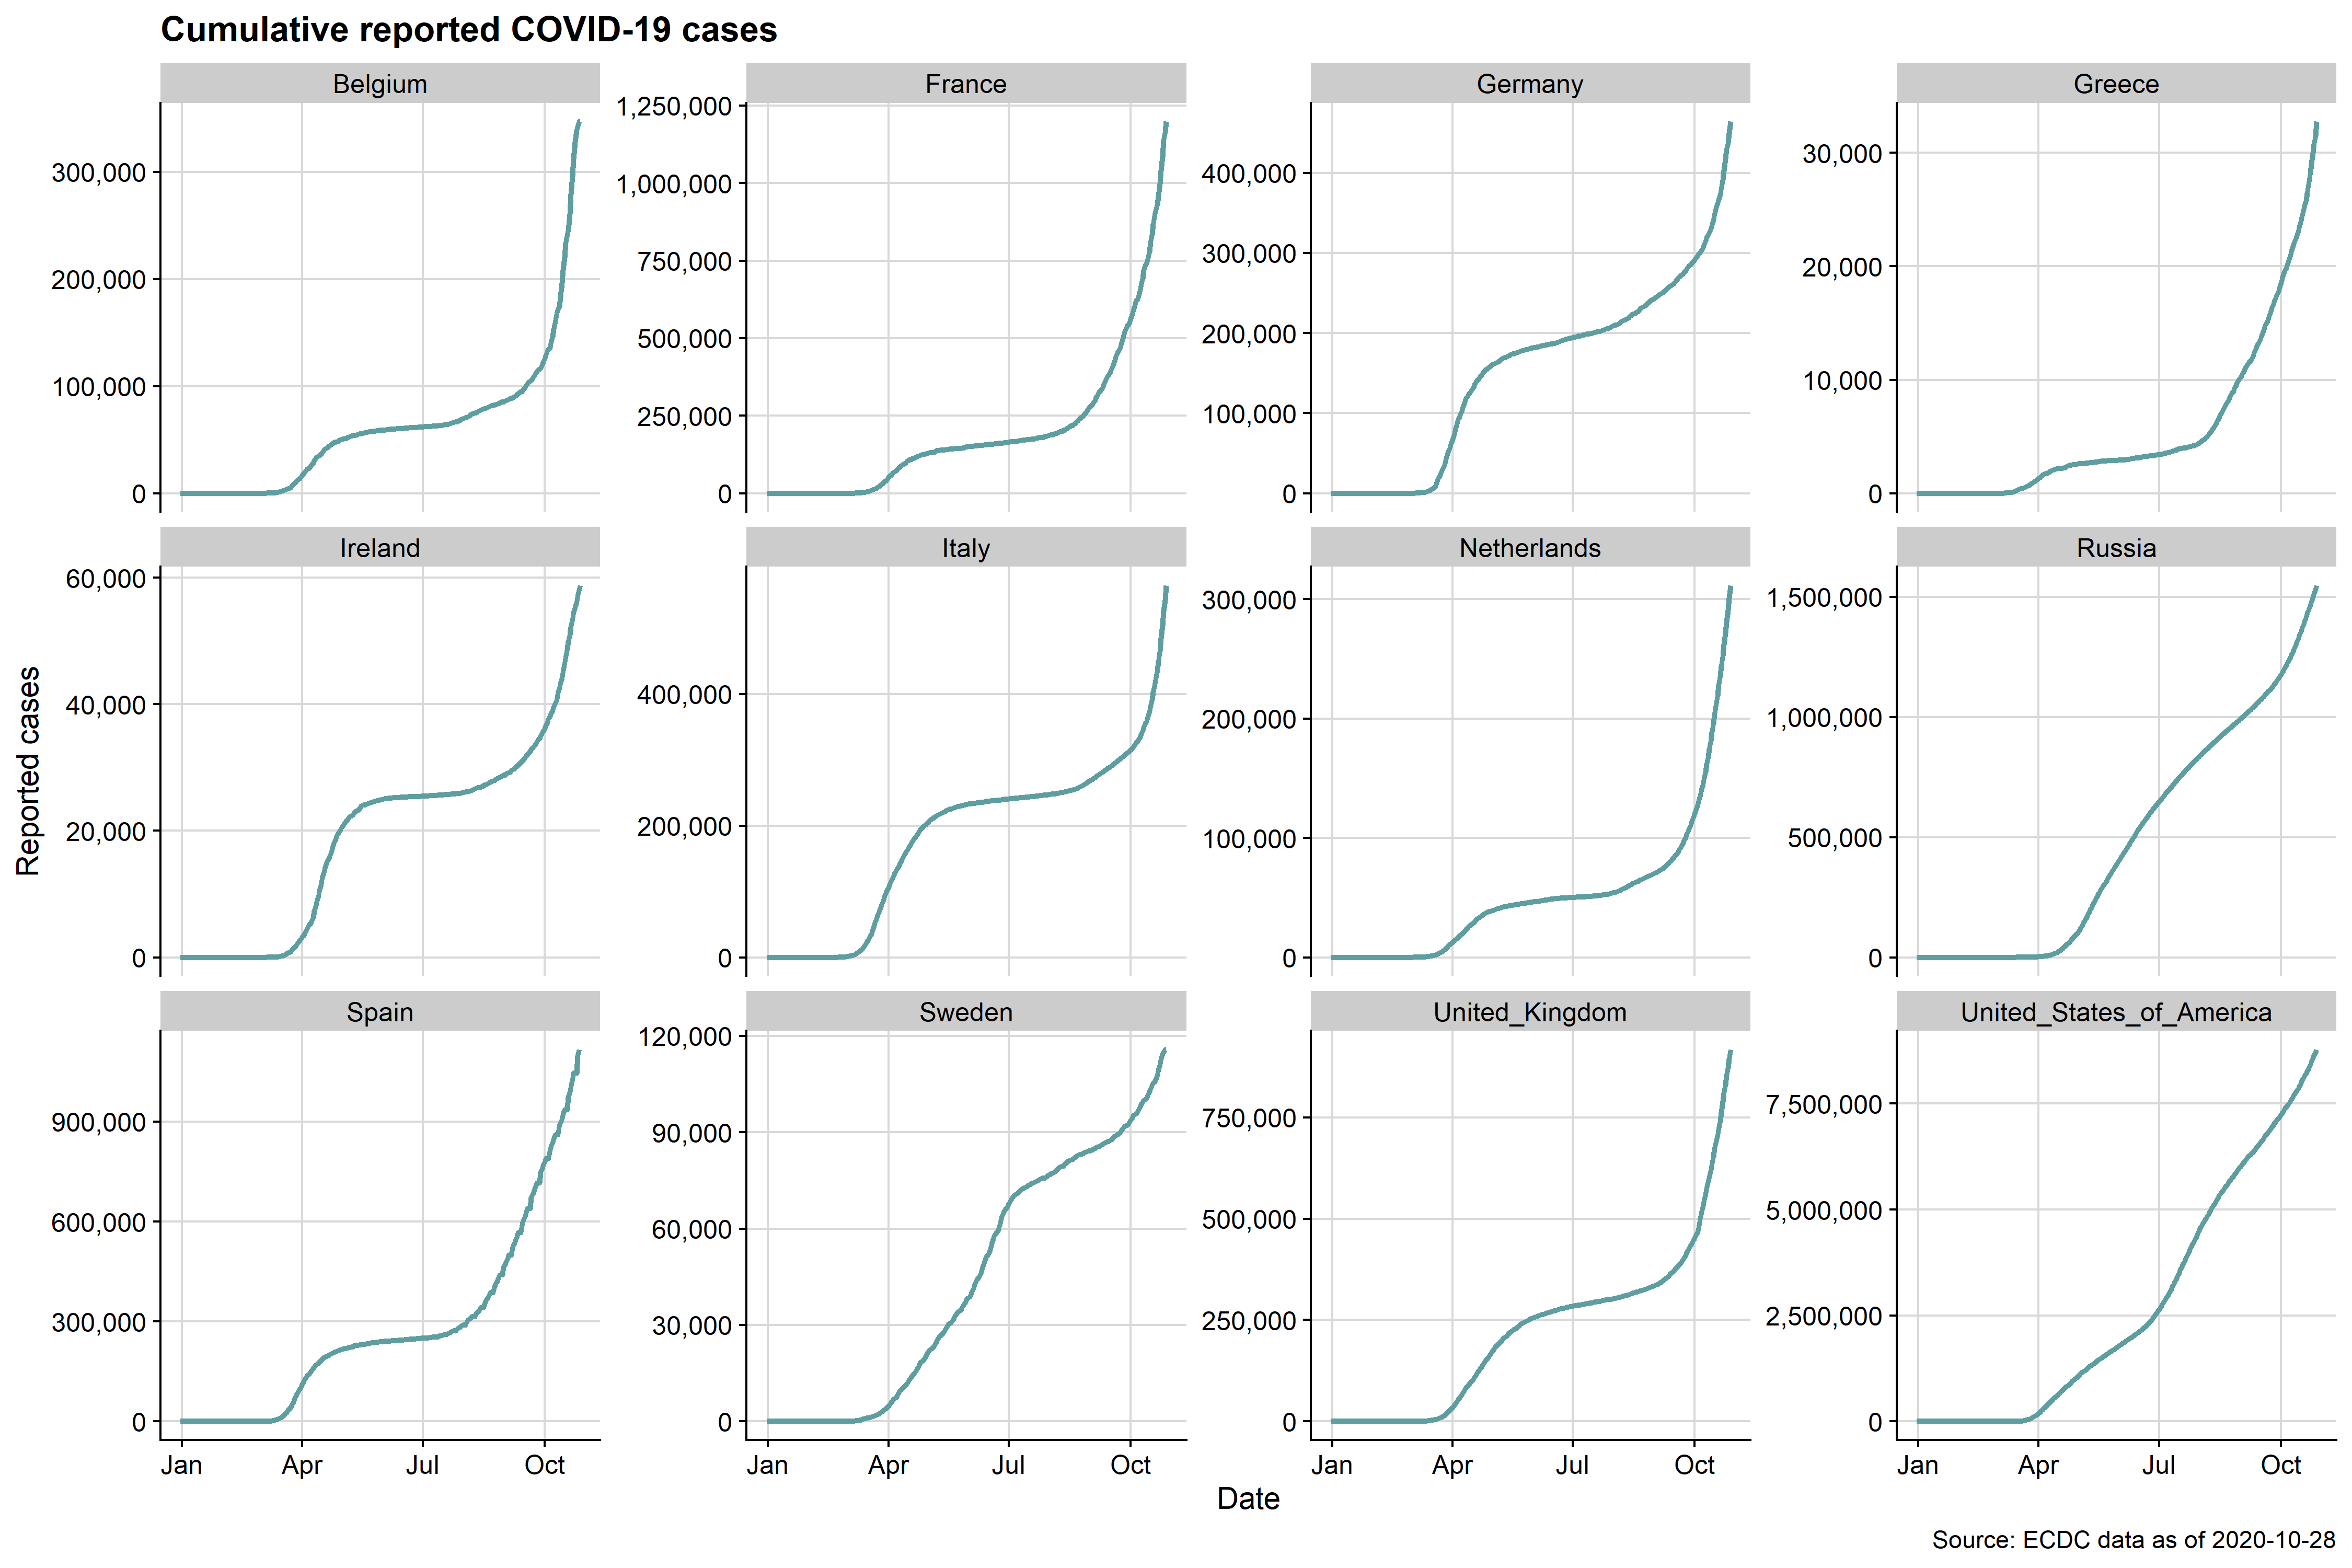 Cumulative reported COVID-19 cases
Belgium
France
Germany
Greece
300,000
200,000
100,000
0
1,250,000
1,000,000
750,000
500,000
250,000
0
400,000
300,000
200,000
100,000
0
30,000
20,000
10,000
0
Ireland
Italy
Netherlands
Russia
60,000
40,000
20,000
0
400,000
200,000
0
300,000
200,000
100,000
0
1,500,000
1,000,000
500,000
0
Spain
Sweden
United_Kingdom
United_States_of_America
900,000
600,000
300,000
0
120,000
90,000
60,000
30,000
0
750,000
500,000
250,000
0
7,500,000
5,000,000
2,500,000
0
Jan Apr Jul Oct
Jan Apr Jul Oct
Jan Apr Jul Oct
Jan Apr Jul Oct
Reported cases
Date
Source: ECDC data as of 2020-10-28